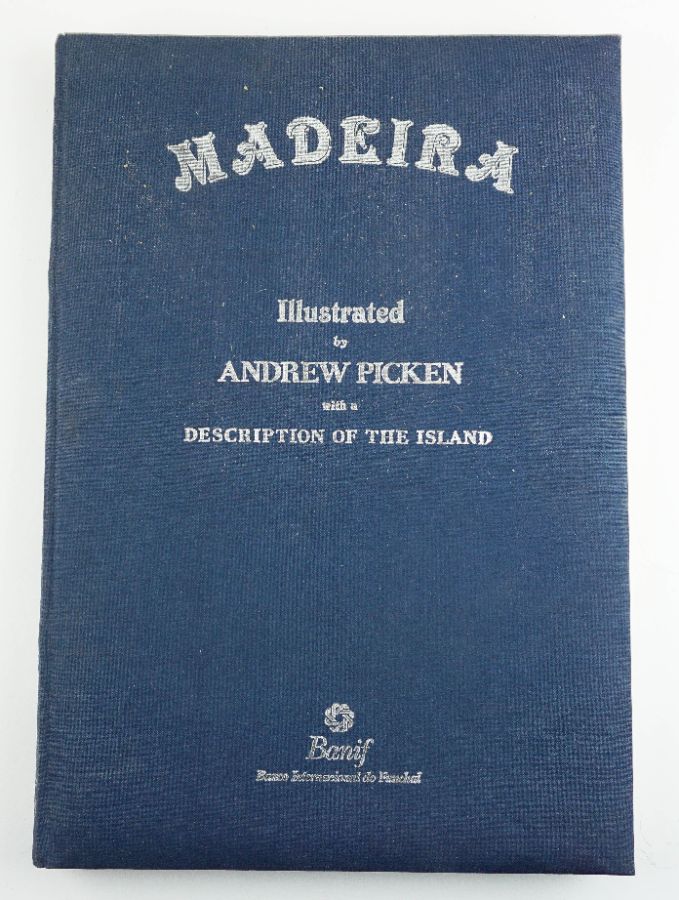 MADEIRA
Illustrated
by
ANDREW PICKEN
with a
DESCRIPTION OF THE ISLAND
Banif
Banco Internacional do Funchal